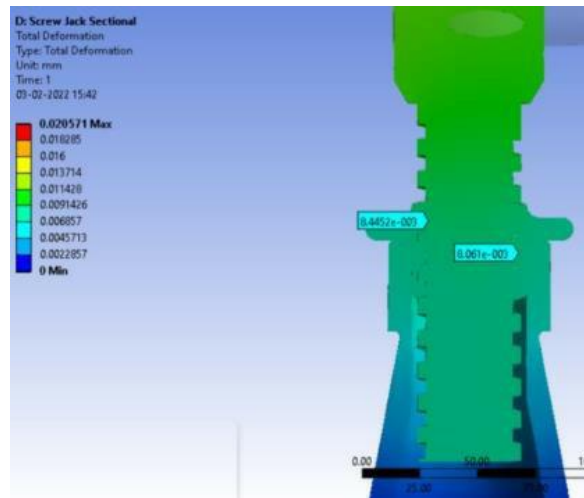 D: Screw Jack Sectional
Total Deformation
Type: Total Deformation
Unit: mm
Time: 1
03-02-2022 15:42
0.020571 Max
0.018285
0.016
0.013714
0.011428
0.0091426
0.006857
0.0045713
0.0022857
0 Min
8.4452e-003
8.061e-003
0.00
50.00
25.00